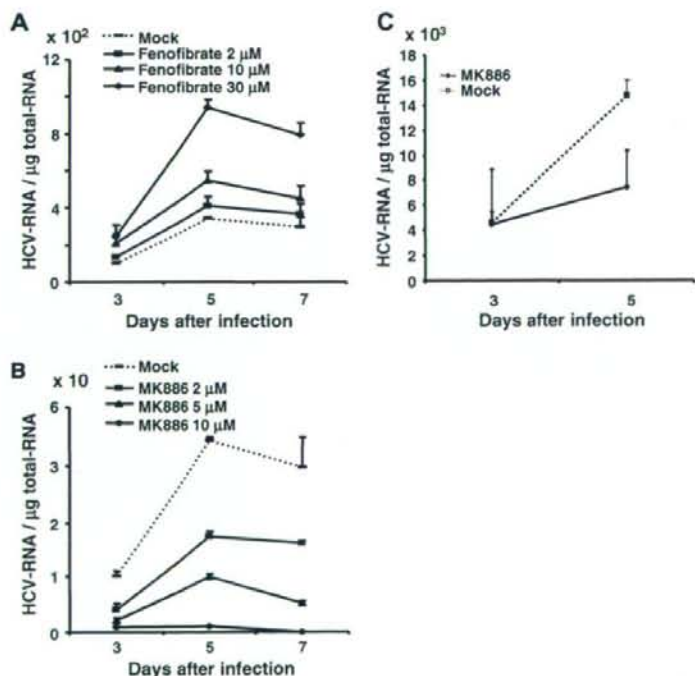 A
x 10²
Mock
Fenofibrate 2 µM
Fenofibrate 10 µM
Fenofibrate 30 µM
12
8
4
0
HCV-RNA / µg total-RNA
3 5 7
Days after infection
C
x 10³
MK886
Mock
18
16
14
12
10
8
6
4
2
0
HCV-RNA / µg total-RNA
3 5
Days after infection
B
x 10
Mock
MK886 2 µM
MK886 5 µM
MK886 10 µM
6
3
2
1
0
HCV-RNA / µg total-RNA
3 5 7
Days after infection